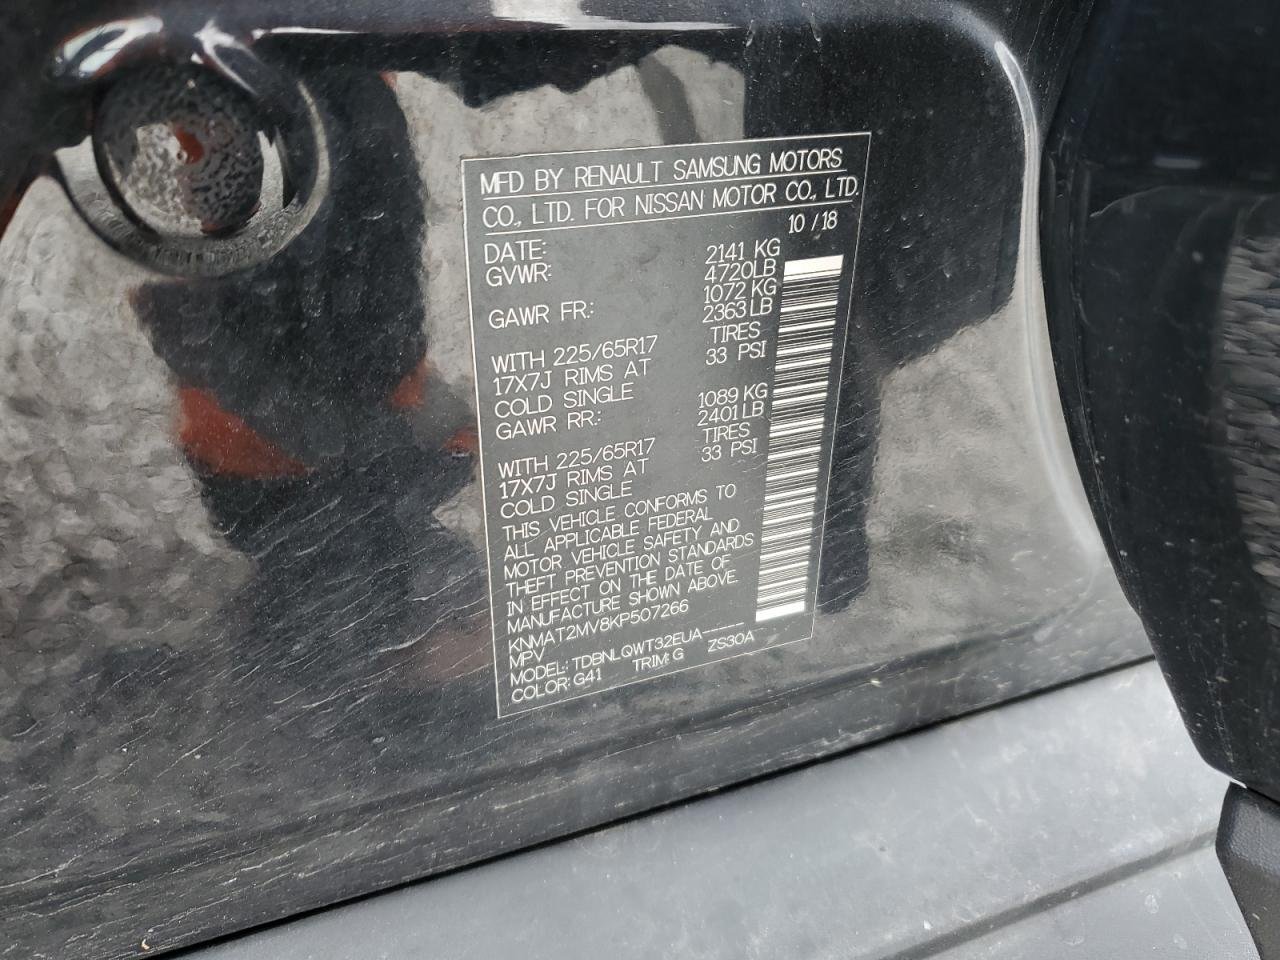 MFD BY RENAULT SAMSUNG MOTORS
CO., LTD. FOR NISSAN MOTOR CO., LTD.
DATE: 10 / 18
GVWR: 2141 KG
4720LB
GAWR FR.: 1072 KG
2363LB
WITH 225/65R17 TIRES
17X7J RIMS AT 33 PSI
COLD SINGLE
GAWR RR.: 1089KG
2401LB
WITH 225/65R17 TIRES
17X7J RIMS AT 33 PSI
COLD SINGLE
THIS VEHICLE CONFORMS TO
ALL APPLICABLE FEDERAL
MOTOR VEHICLE SAFETY AND
THEFT PREVENTION STANDARDS
IN EFFECT ON THE DATE OF
MANUFACTURE SHOWN ABOVE.
KNMAT2MV8KP507266
MPV
MODEL: TDBNLQWT32EUA_____
COLOR: G41 TRIM: G ZS30A